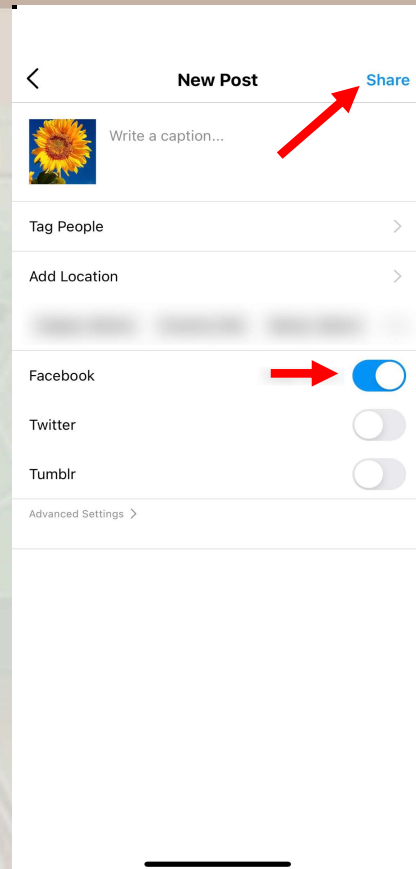 New Post
Share
Write a caption...
Tag People
Add Location
Facebook
Twitter
Tumblr
Advanced Settings